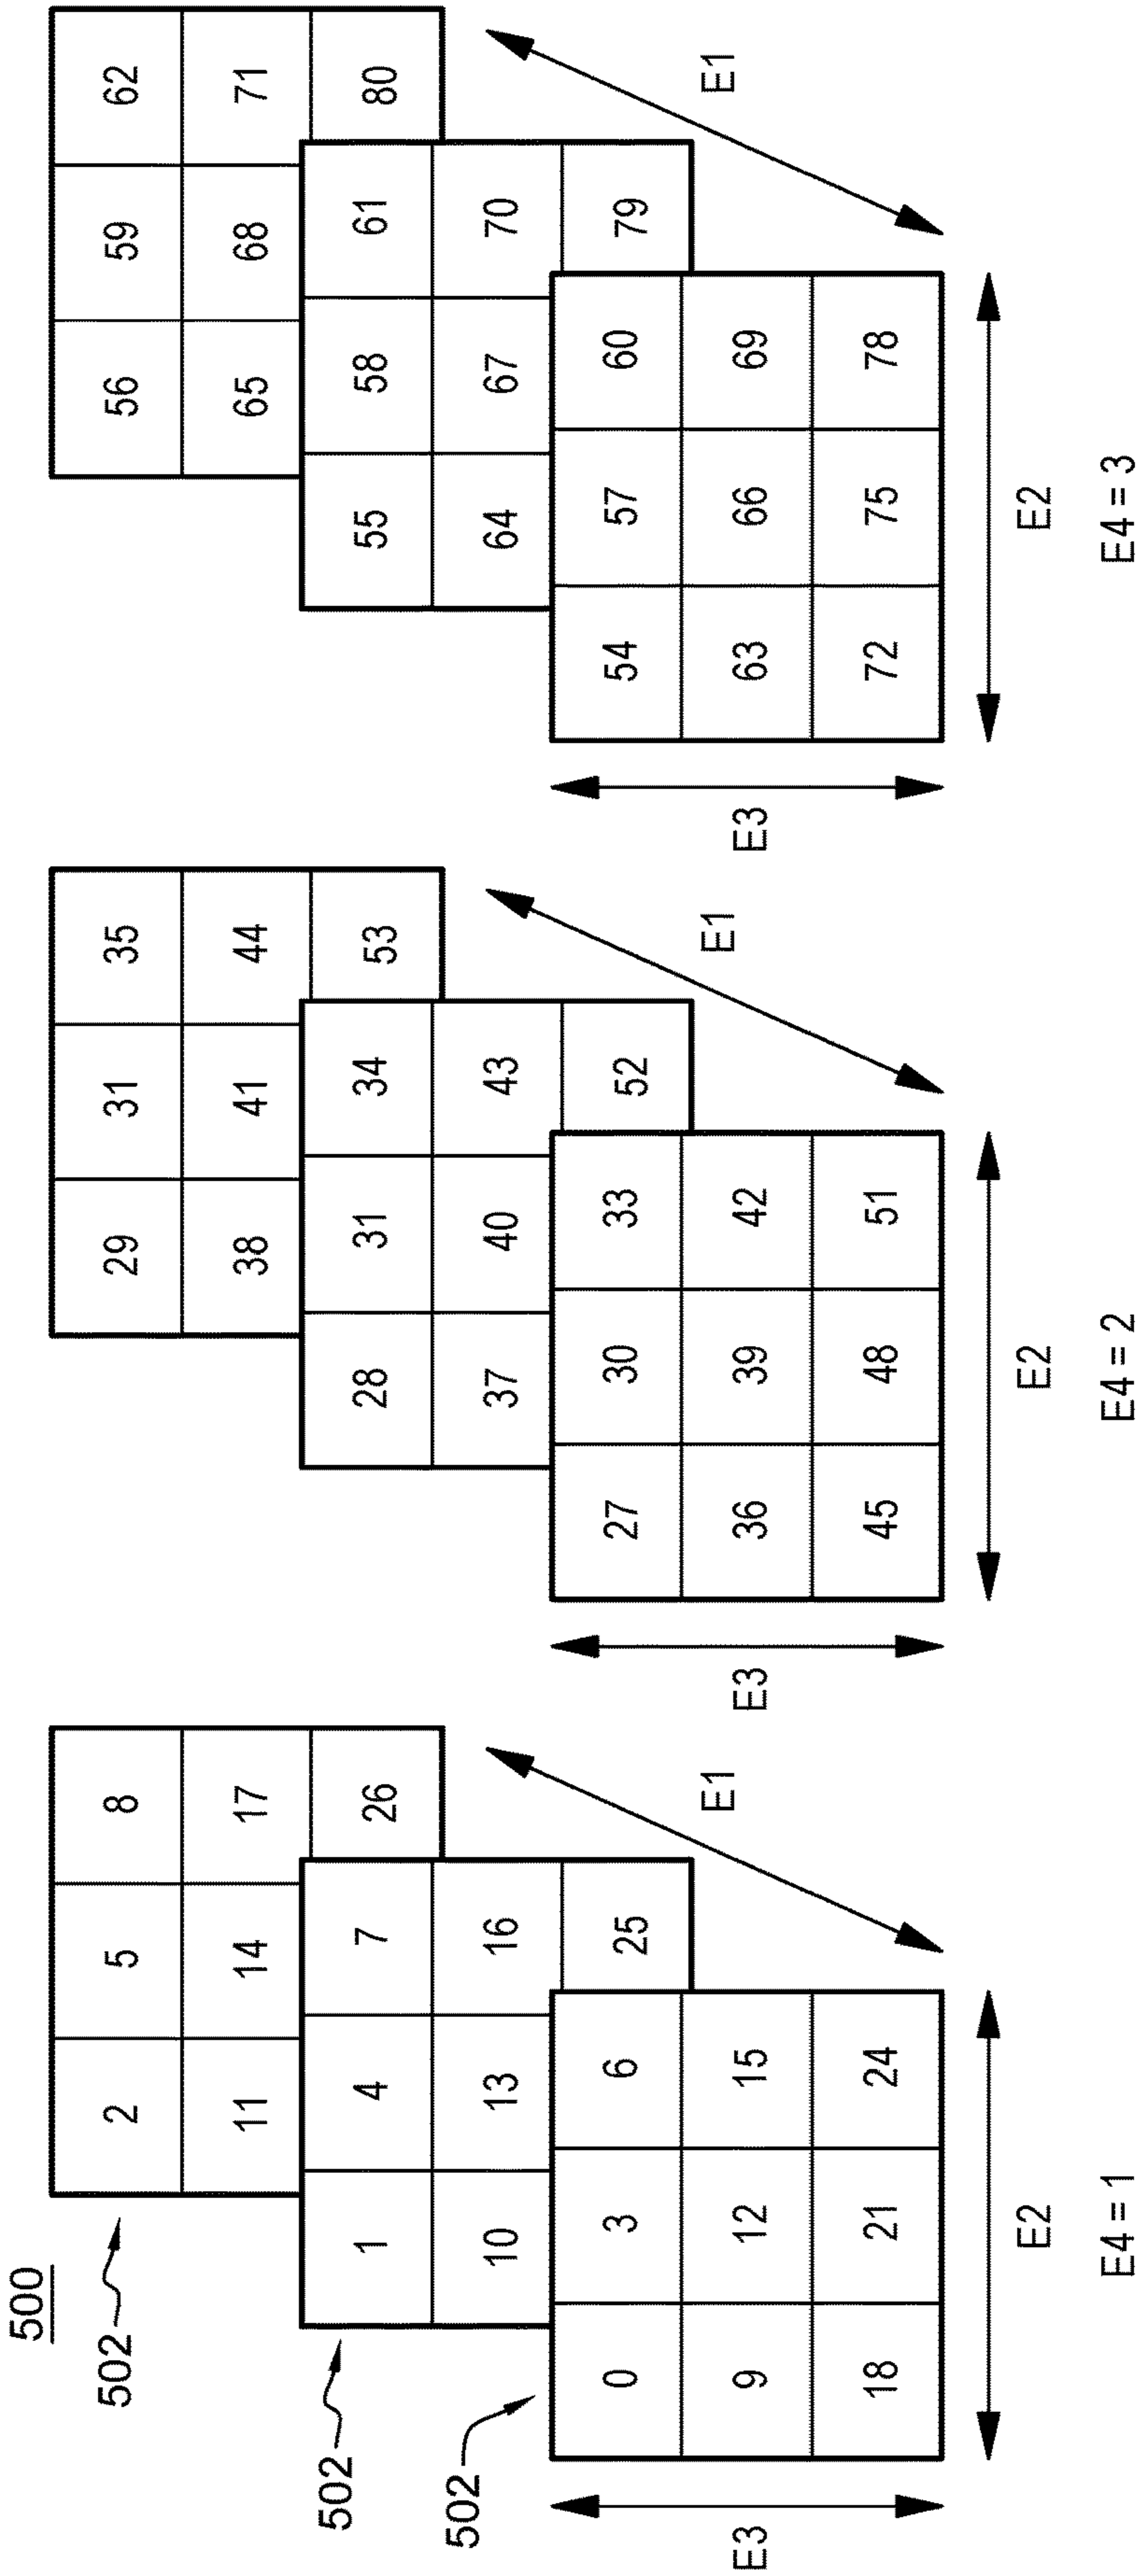 500
502
502
502
2 5 8
11 14 17
26
1 4 7
10 13 16
25
0 3 6
9 12 15
18 21 24
E3
E1
E2
E4 = 1
29 31 35
38 41 44
53
28 31 34
37 40 43
52
27 30 33
36 39 42
45 48 51
E3
E1
E2
E4 = 2
56 59 62
65 68 71
80
55 58 61
64 67 70
79
54 57 60
63 66 69
72 75 78
E3
E1
E2
E4 = 3